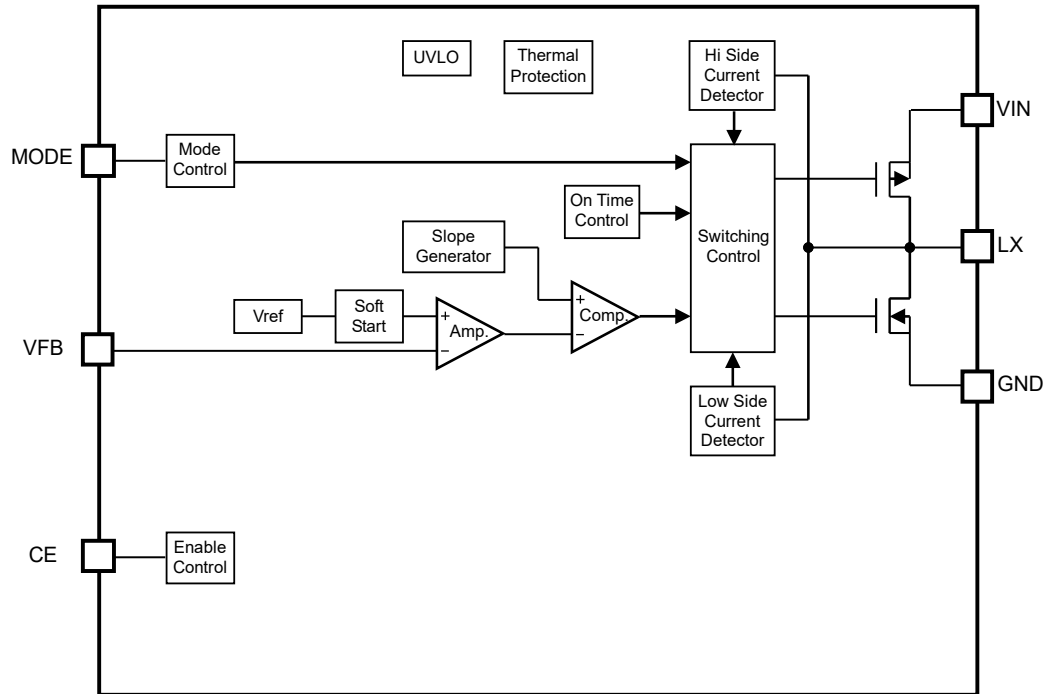 UVLO
Thermal
Protection
Hi Side
Current
Detector
VIN
MODE
Mode
Control
On Time
Control
Slope
Generator
Switching
Control
LX
Vref
Soft
Start
+
Amp.
−
+
Comp.
−
VFB
GND
Low Side
Current
Detector
CE
Enable
Control